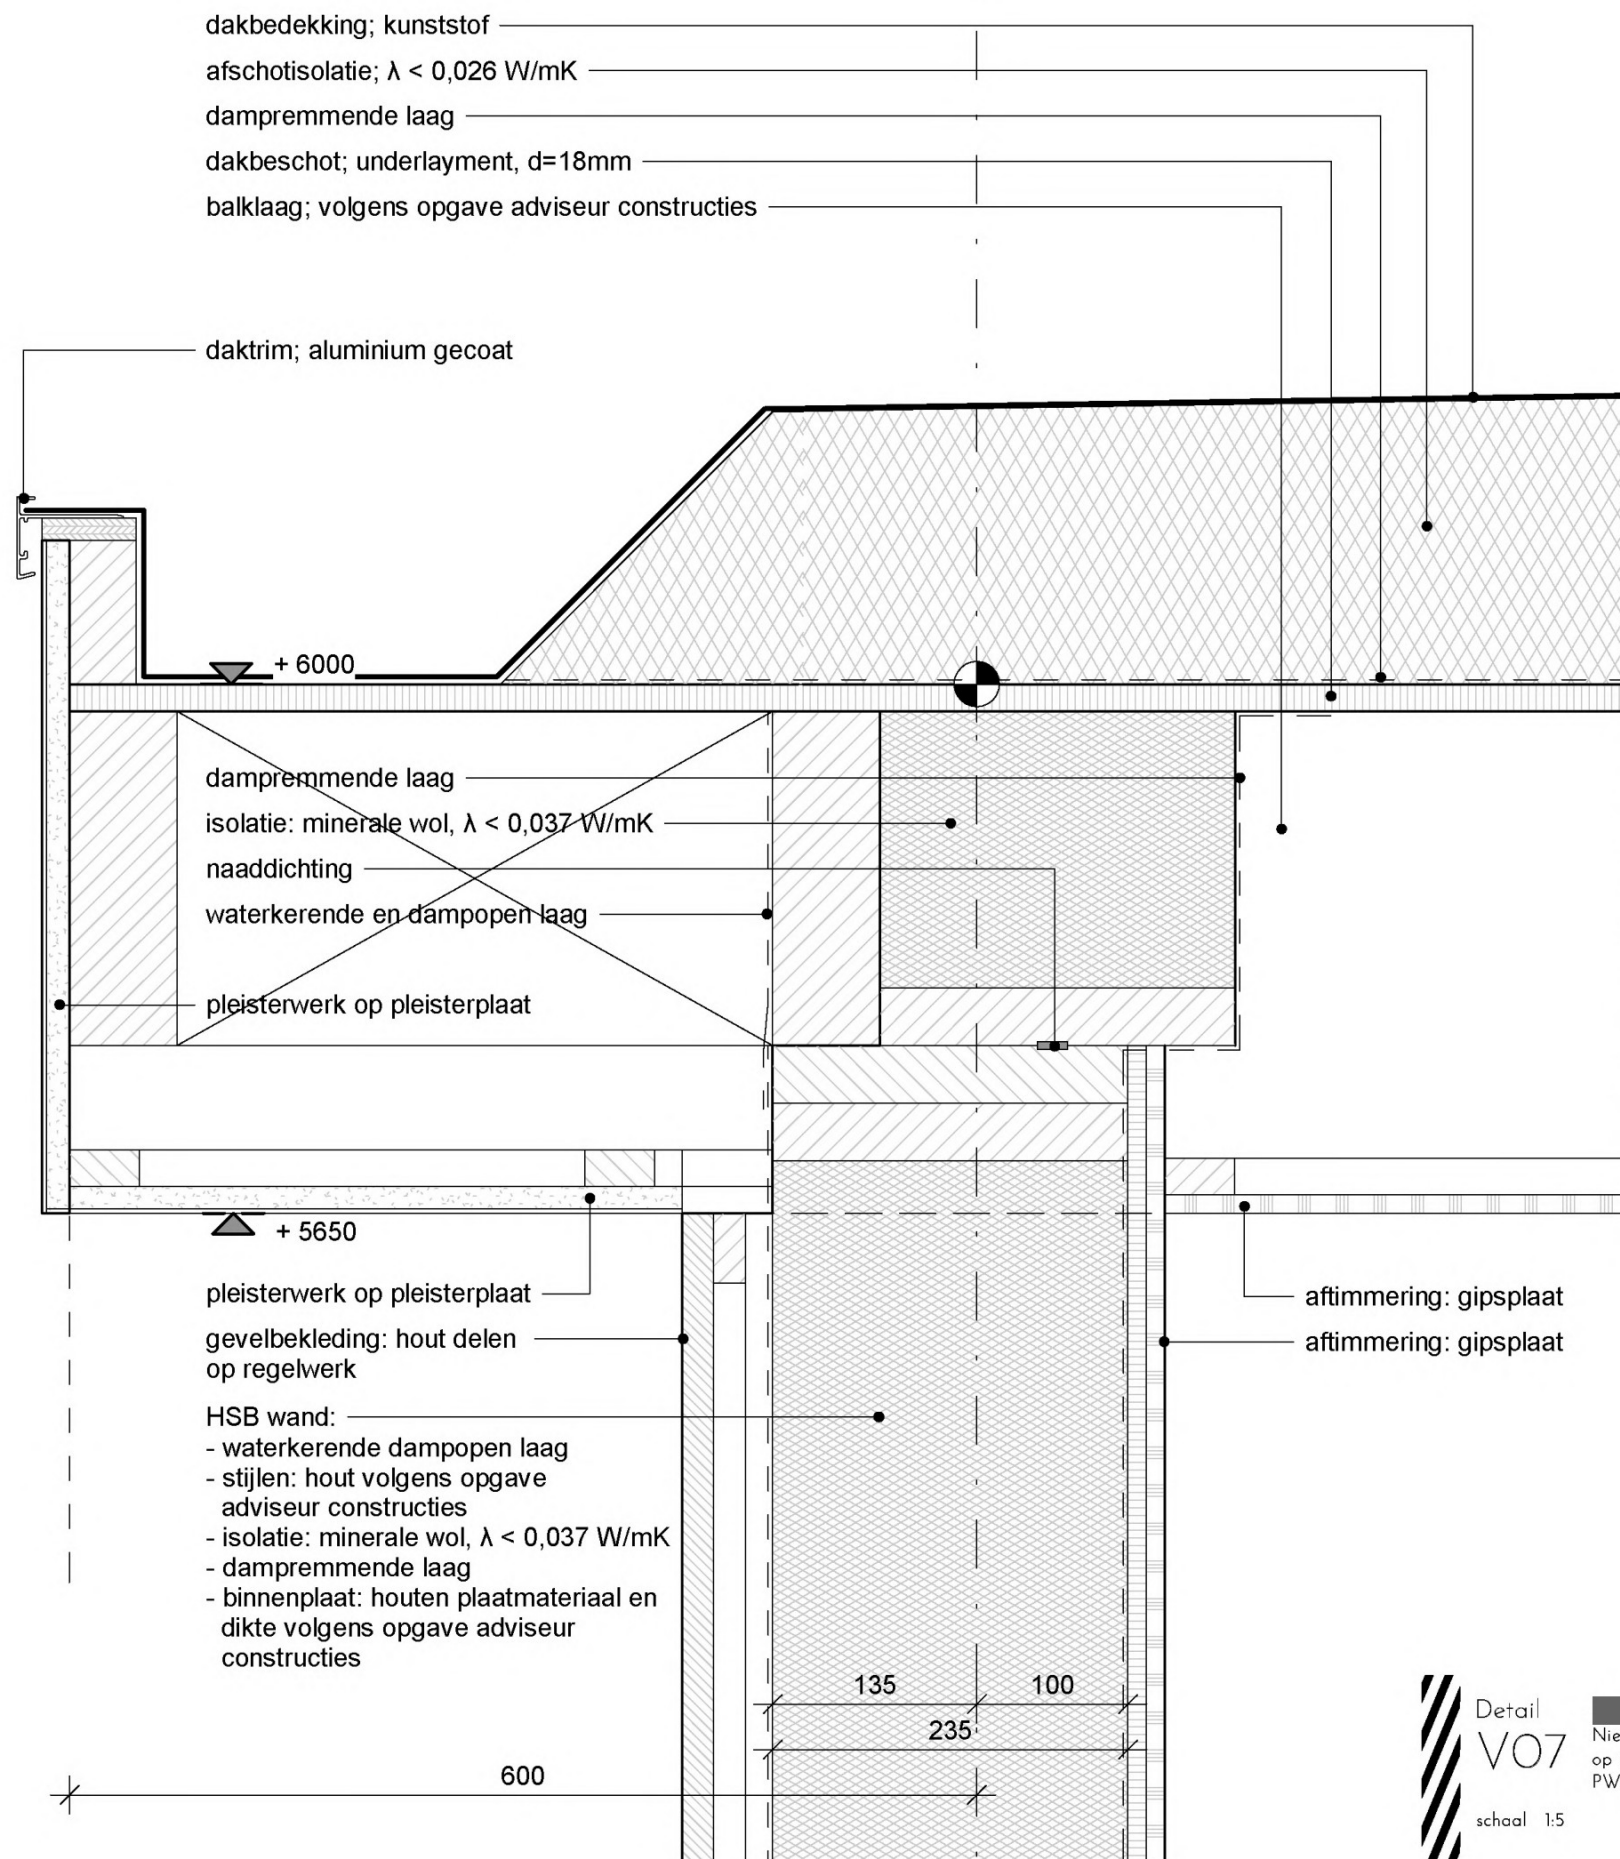 dakbedekking; kunststof
afschotisolatie; λ < 0,026 W/mK
dampremmende laag
dakbeschot; underlayment, d=18mm
balklaag; volgens opgave adviseur constructies
daktrim; aluminium gecoat
+ 6000
dampremmende laag
isolatie: minerale wol, λ < 0,037 W/mK
naaddichting
waterkerende en dampopen laag
pleisterwerk op pleisterplaat
+ 5650
pleisterwerk op pleisterplaat
gevelbekleding: hout delen
op regelwerk
aftimmering: gipsplaat
aftimmering: gipsplaat
HSB wand:
- waterkerende dampopen laag
- stijlen: hout volgens opgave
adviseur constructies
- isolatie: minerale wol, λ < 0,037 W/mK
- dampremmende laag
- binnenplaat: houten plaatmateriaal en
dikte volgens opgave adviseur
constructies
135
100
235
600
Detail
V07
schaal 1:5
Nie
op
PW